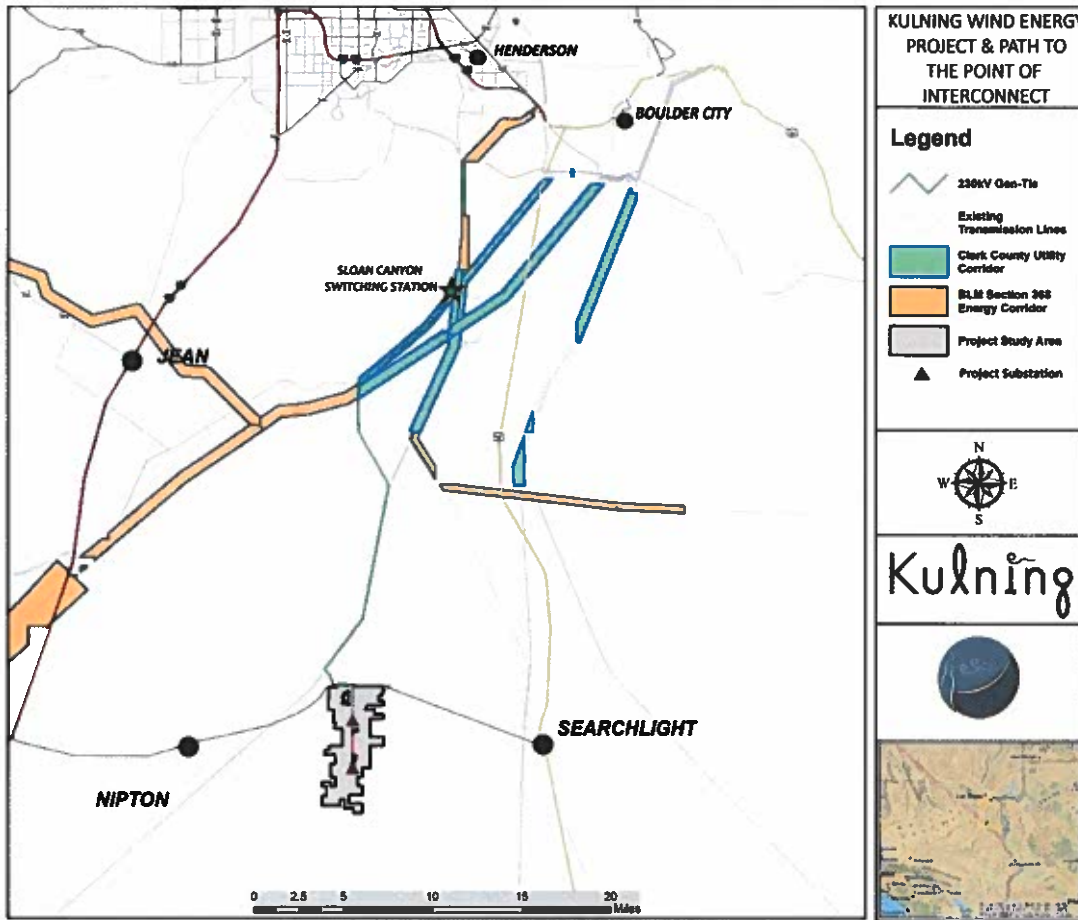 HENDERSON
BOULDER CITY
SLOAN CANYON
SWITCHING STATION
JEAN
SEARCHLIGHT
NIPTON
0 2.5 5 10 15 20
Miles
KULNING WIND ENERGY
PROJECT & PATH TO
THE POINT OF
INTERCONNECT
Legend
230kV Gen-Tie
Existing
Transmission Lines
Clark County Utility
Corridor
BLM Section 368
Energy Corridor
Project Study Area
Project Substation
N
W E
S
Kulning